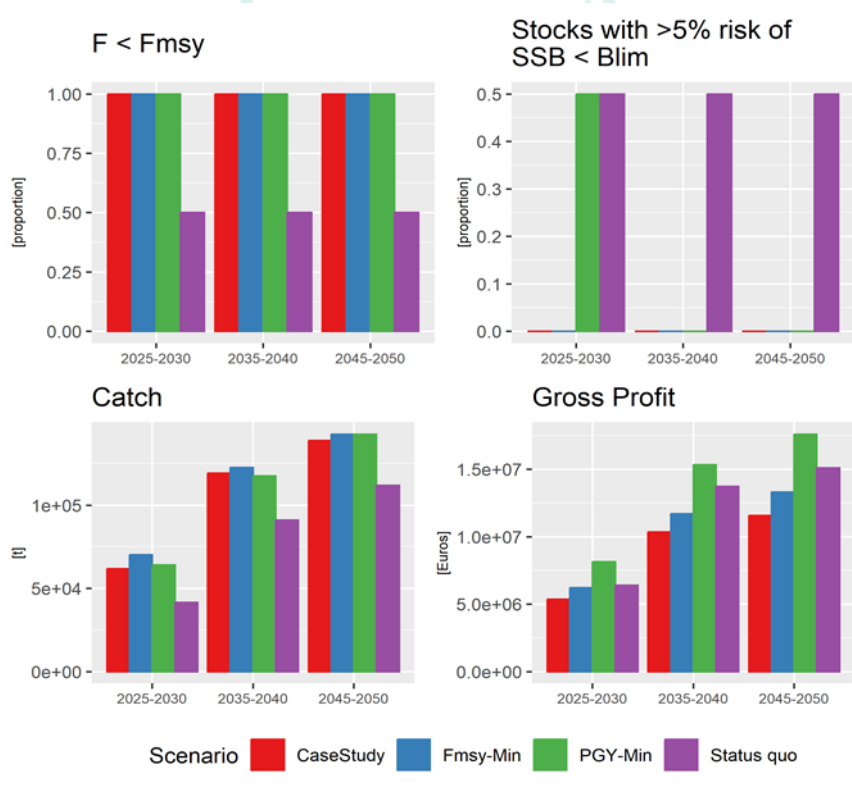 F < Fmsy
1.00
0.75
0.50
0.25
0.00
[proportion]
2025-2030 2035-2040 2045-2050
Stocks with >5% risk of
SSB < Blim
0.5
0.4
0.3
0.2
0.1
0.0
[proportion]
2025-2030 2035-2040 2045-2050
Catch
1e+05
5e+04
0e+00
[t]
2025-2030 2035-2040 2045-2050
Gross Profit
1.5e+07
1.0e+07
5.0e+06
0.0e+00
[Euros]
2025-2030 2035-2040 2045-2050
Scenario CaseStudy Fmsy-Min PGY-Min Status quo